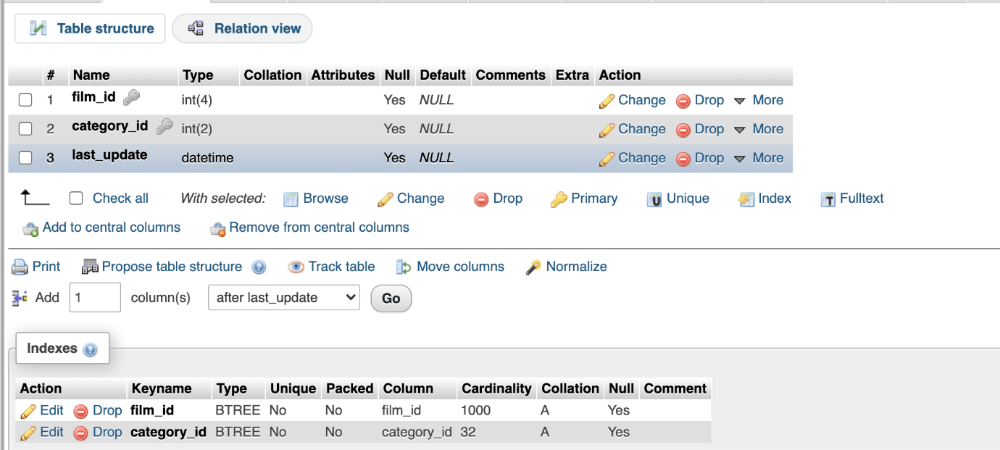 Table structure Relation view
# Name Type Collation Attributes Null Default Comments Extra Action
1 film_id int(4) Yes NULL Change Drop More
2 category_id int(2) Yes NULL Change Drop More
3 last_update datetime Yes NULL Change Drop More
Check all With selected: Browse Change Drop Primary Unique Index Fulltext
Add to central columns Remove from central columns
Print Propose table structure Track table Move columns Normalize
Add 1 column(s) after last_update Go
Indexes
Action Keyname Type Unique Packed Column Cardinality Collation Null Comment
Edit Drop film_id BTREE No No film_id 1000 A Yes
Edit Drop category_id BTREE No No category_id 32 A Yes